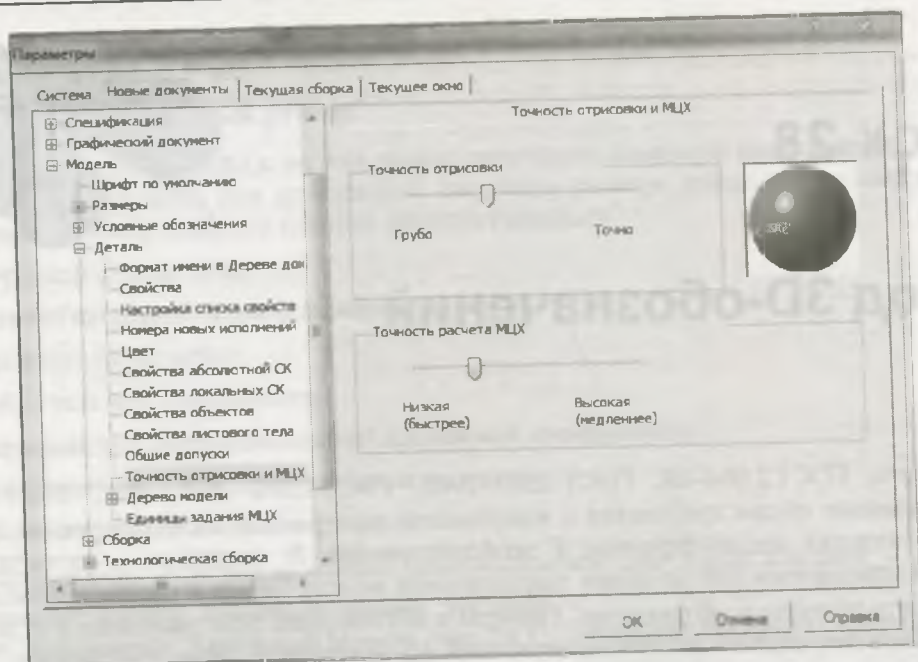 Параметры
Система Новые документы Текущая сборка Текущее окно
Спецификация
Графический документ
Модель
Шрифт по умолчанию
Размеры
Условные обозначения
Деталь
Формат имени в Дереве док
Свойства
Настройка списка свойств
Номера новых исполнений
Цвет
Свойства абсолютной СК
Свойства локальных СК
Свойства объектов
Свойства листового тела
Общие допуски
Точность отрисовки и МЦХ
Дерево модели
Единицы задания МЦХ
Сборка
Технологическая сборка
Точность отрисовки и МЦХ
Точность отрисовки
Грубо Точно
Точность расчета МЦХ
Низкая (быстрее)
Высокая (медленнее)
ОК Отмена Справка